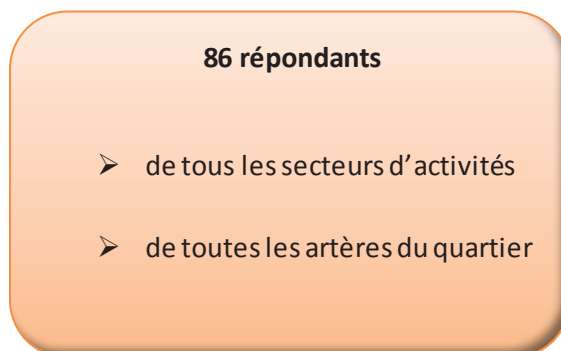 86 répondants
➢ de tous les secteurs d'activités
➢ de toutes les artères du quartier